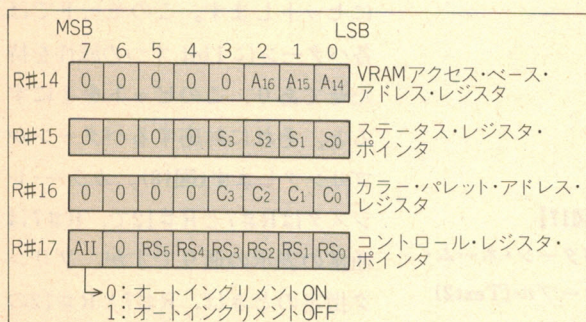 MSB LSB
7 6 5 4 3 2 1 0
R#14 0 0 0 0 0 A16 A15 A14 VRAMアクセス・ベース・
アドレス・レジスタ
R#15 0 0 0 0 S3 S2 S1 S0 ステータス・レジスタ・
ポインタ
R#16 0 0 0 0 C3 C2 C1 C0 カラー・パレット・アドレス・
レジスタ
R#17 AII 0 RS5 RS4 RS3 RS2 RS1 RS0 コントロール・レジスタ・
ポインタ
0:オートインクリメントON
1:オートインクリメントOFF